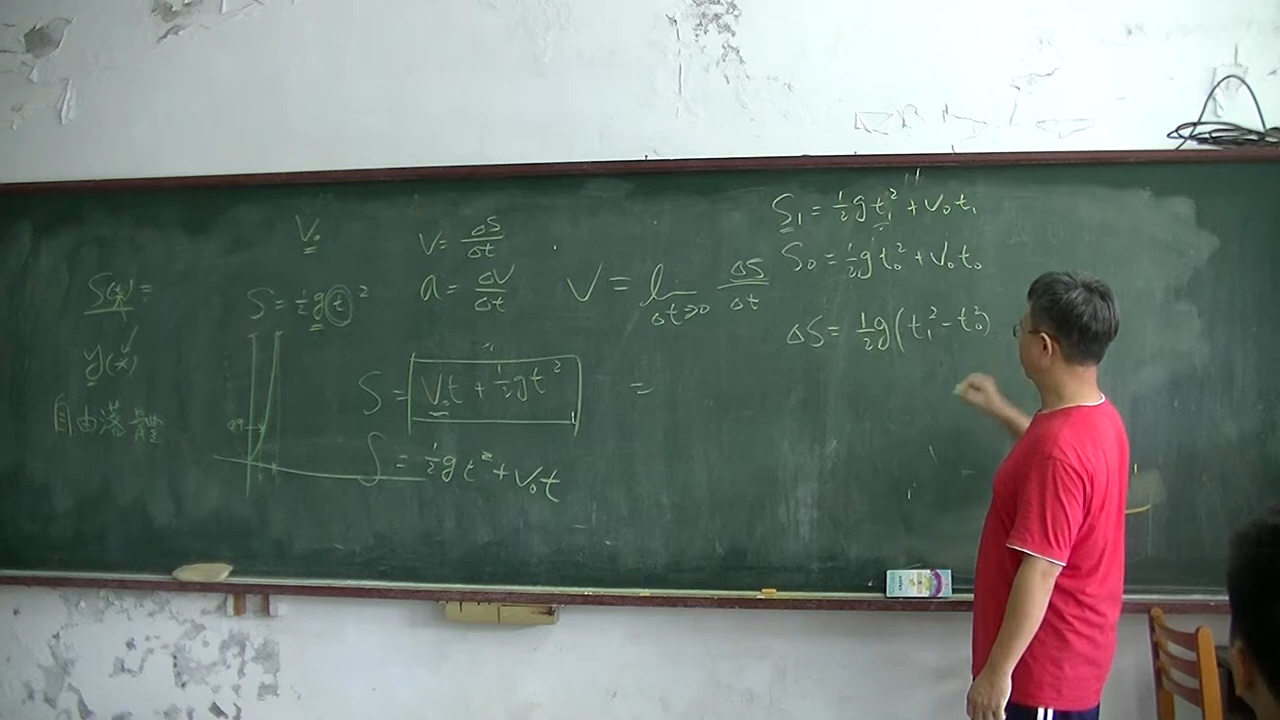 S(t) =
y(x)
自由落體
V₀
S = ½gt²
V = ΔS/Δt
a = ΔV/Δt
S = V₀t + ½gt²
S = ½gt² + V₀t
V = lim Δt→0 ΔS/Δt
=
S₁ = ½gt₁² + V₀t₁
S₀ = ½gt₀² + V₀t₀
ΔS = ½g(t₁² - t₀²)